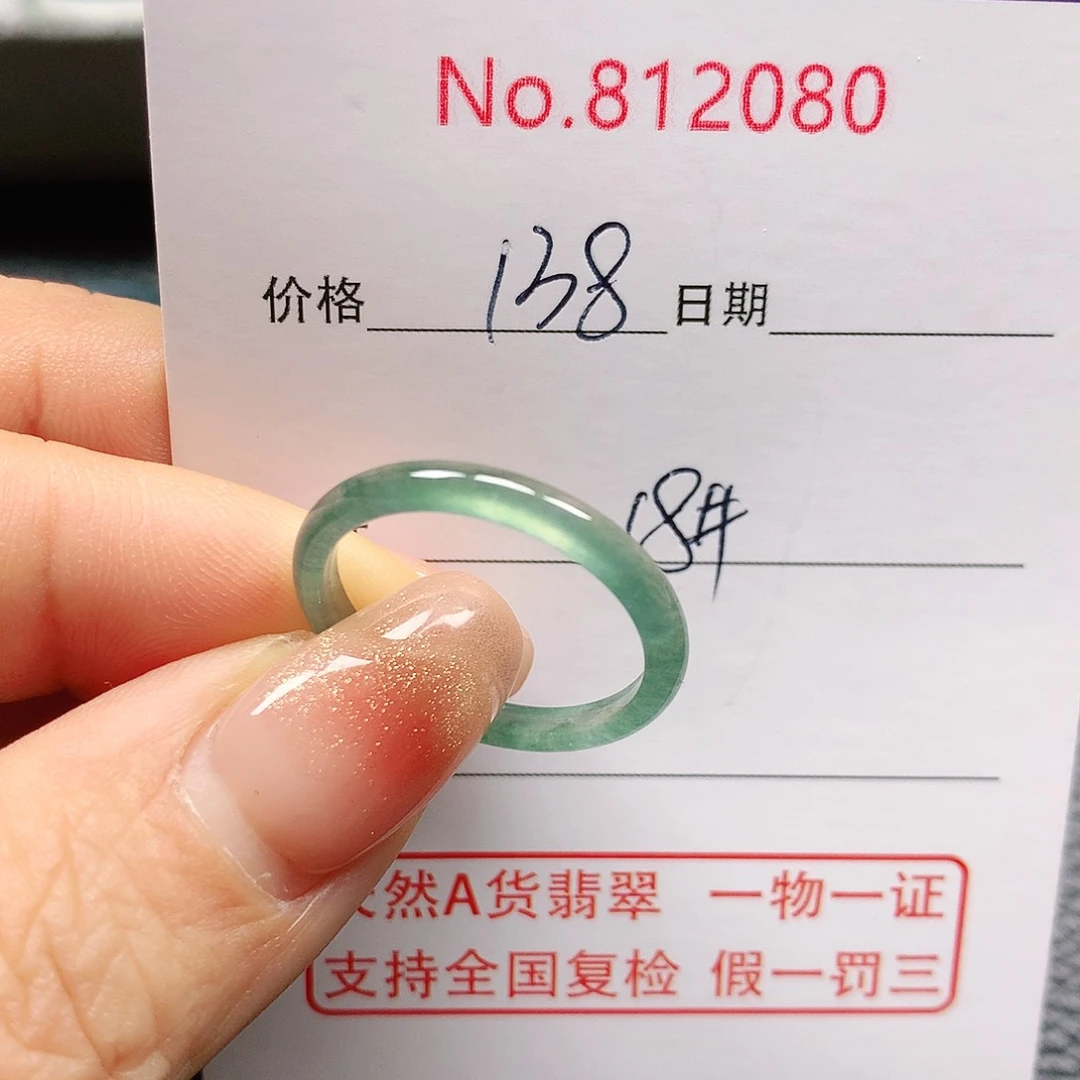 No.812080
价格 138 日期
18#
然A货翡翠 一物一证
支持全国复检 假一罚三